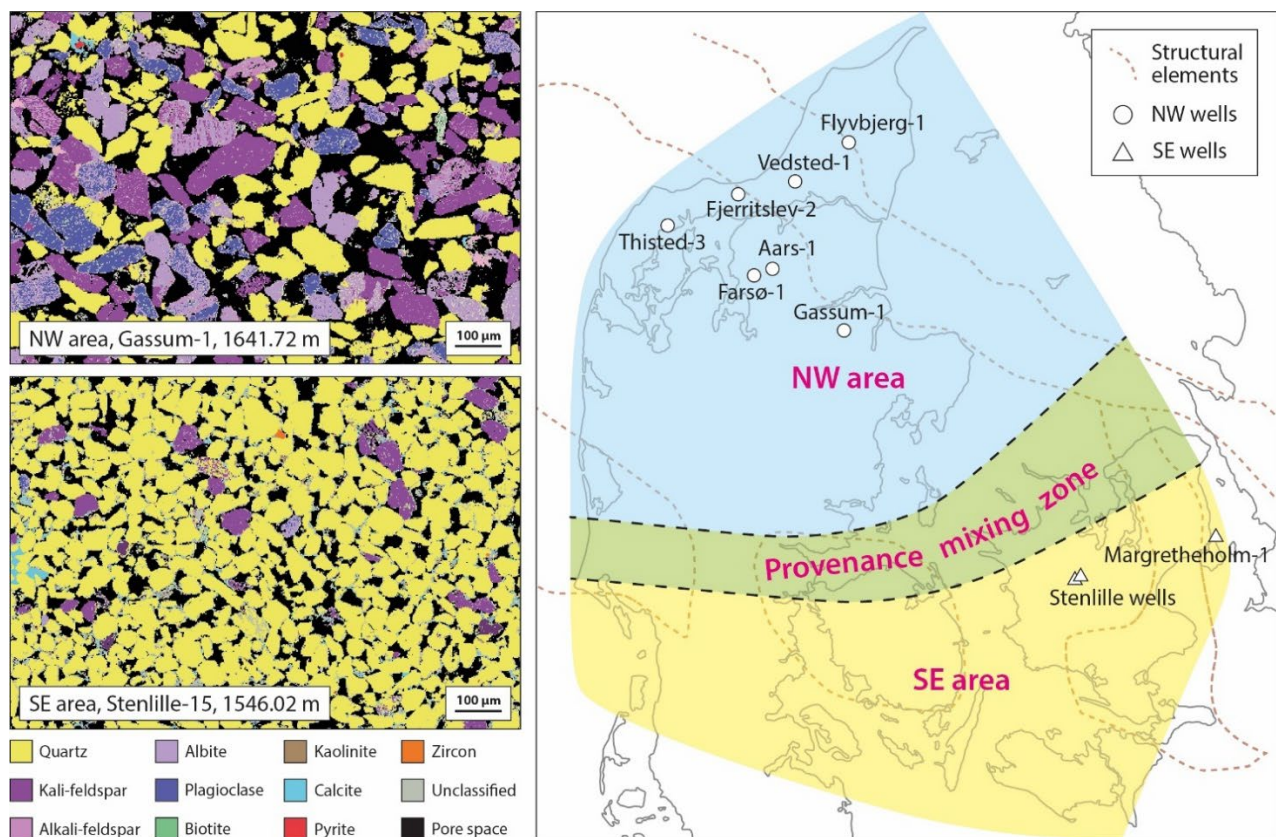 NW area, Gassum-1, 1641.72 m
100 µm
SE area, Stenlille-15, 1546.02 m
100 µm
Quartz
Albite
Kaolinite
Zircon
Kali-feldspar
Plagioclase
Calcite
Unclassified
Alkali-feldspar
Biotite
Pyrite
Pore space
Structural
elements
NW wells
SE wells
Flyvbjerg-1
Vedsted-1
Fjerritslev-2
Thisted-3
Aars-1
Farsø-1
Gassum-1
NW area
Provenance mixing zone
Margretheholm-1
Stenlille wells
SE area